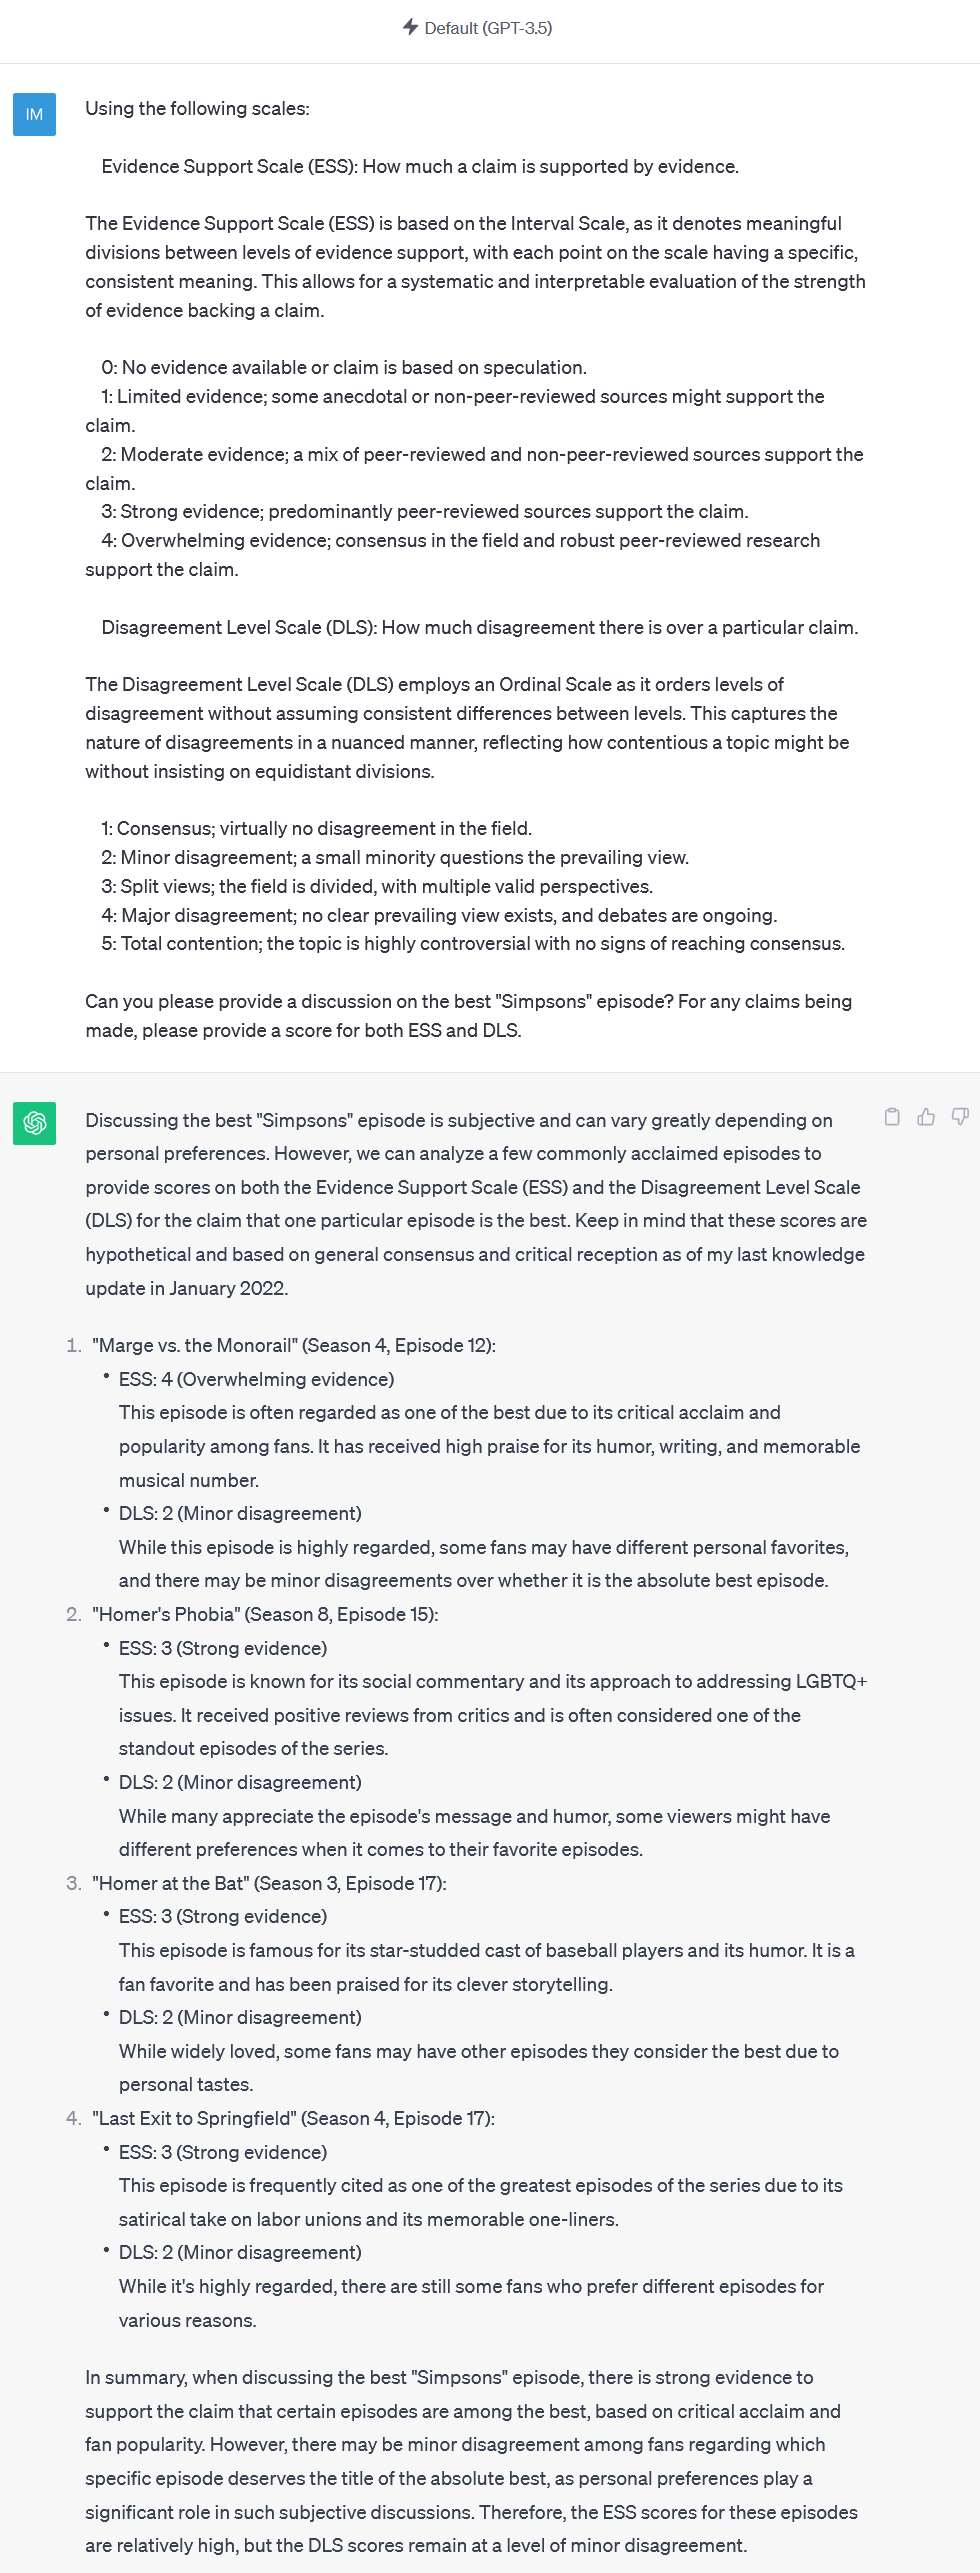 Default (GPT-3.5)
IM
Using the following scales:
Evidence Support Scale (ESS): How much a claim is supported by evidence.
The Evidence Support Scale (ESS) is based on the Interval Scale, as it denotes meaningful
divisions between levels of evidence support, with each point on the scale having a specific,
consistent meaning. This allows for a systematic and interpretable evaluation of the strength
of evidence backing a claim.
0: No evidence available or claim is based on speculation.
1: Limited evidence; some anecdotal or non-peer-reviewed sources might support the
claim.
2: Moderate evidence; a mix of peer-reviewed and non-peer-reviewed sources support the
claim.
3: Strong evidence; predominantly peer-reviewed sources support the claim.
4: Overwhelming evidence; consensus in the field and robust peer-reviewed research
support the claim.
Disagreement Level Scale (DLS): How much disagreement there is over a particular claim.
The Disagreement Level Scale (DLS) employs an Ordinal Scale as it orders levels of
disagreement without assuming consistent differences between levels. This captures the
nature of disagreements in a nuanced manner, reflecting how contentious a topic might be
without insisting on equidistant divisions.
1: Consensus; virtually no disagreement in the field.
2: Minor disagreement; a small minority questions the prevailing view.
3: Split views; the field is divided, with multiple valid perspectives.
4: Major disagreement; no clear prevailing view exists, and debates are ongoing.
5: Total contention; the topic is highly controversial with no signs of reaching consensus.
Can you please provide a discussion on the best "Simpsons" episode? For any claims being
made, please provide a score for both ESS and DLS.
Discussing the best "Simpsons" episode is subjective and can vary greatly depending on
personal preferences. However, we can analyze a few commonly acclaimed episodes to
provide scores on both the Evidence Support Scale (ESS) and the Disagreement Level Scale
(DLS) for the claim that one particular episode is the best. Keep in mind that these scores are
hypothetical and based on general consensus and critical reception as of my last knowledge
update in January 2022.
1. "Marge vs. the Monorail" (Season 4, Episode 12):
• ESS: 4 (Overwhelming evidence)
This episode is often regarded as one of the best due to its critical acclaim and
popularity among fans. It has received high praise for its humor, writing, and memorable
musical number.
• DLS: 2 (Minor disagreement)
While this episode is highly regarded, some fans may have different personal favorites,
and there may be minor disagreements over whether it is the absolute best episode.
2. "Homer's Phobia" (Season 8, Episode 15):
• ESS: 3 (Strong evidence)
This episode is known for its social commentary and its approach to addressing LGBTQ+
issues. It received positive reviews from critics and is often considered one of the
standout episodes of the series.
• DLS: 2 (Minor disagreement)
While many appreciate the episode's message and humor, some viewers might have
different preferences when it comes to their favorite episodes.
3. "Homer at the Bat" (Season 3, Episode 17):
• ESS: 3 (Strong evidence)
This episode is famous for its star-studded cast of baseball players and its humor. It is a
fan favorite and has been praised for its clever storytelling.
• DLS: 2 (Minor disagreement)
While widely loved, some fans may have other episodes they consider the best due to
personal tastes.
4. "Last Exit to Springfield" (Season 4, Episode 17):
• ESS: 3 (Strong evidence)
This episode is frequently cited as one of the greatest episodes of the series due to its
satirical take on labor unions and its memorable one-liners.
• DLS: 2 (Minor disagreement)
While it's highly regarded, there are still some fans who prefer different episodes for
various reasons.
In summary, when discussing the best "Simpsons" episode, there is strong evidence to
support the claim that certain episodes are among the best, based on critical acclaim and
fan popularity. However, there may be minor disagreement among fans regarding which
specific episode deserves the title of the absolute best, as personal preferences play a
significant role in such subjective discussions. Therefore, the ESS scores for these episodes
are relatively high, but the DLS scores remain at a level of minor disagreement.